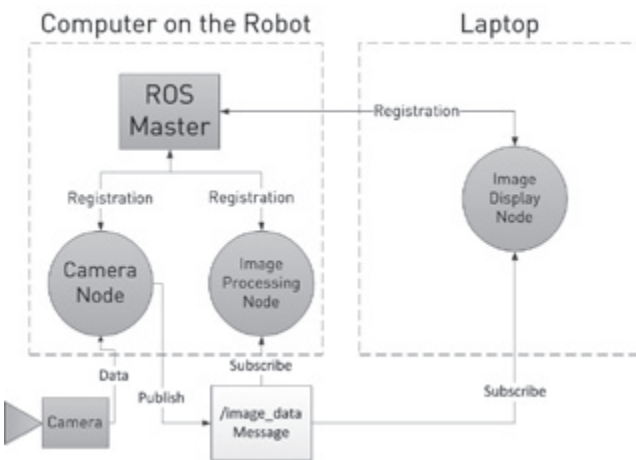 Computer on the Robot
Laptop
ROS
Master
Registration
Registration
Registration
Image
Display
Node
Camera
Node
Image
Processing
Node
Data
Publish
Subscribe
Subscribe
Camera
/image_data
Message